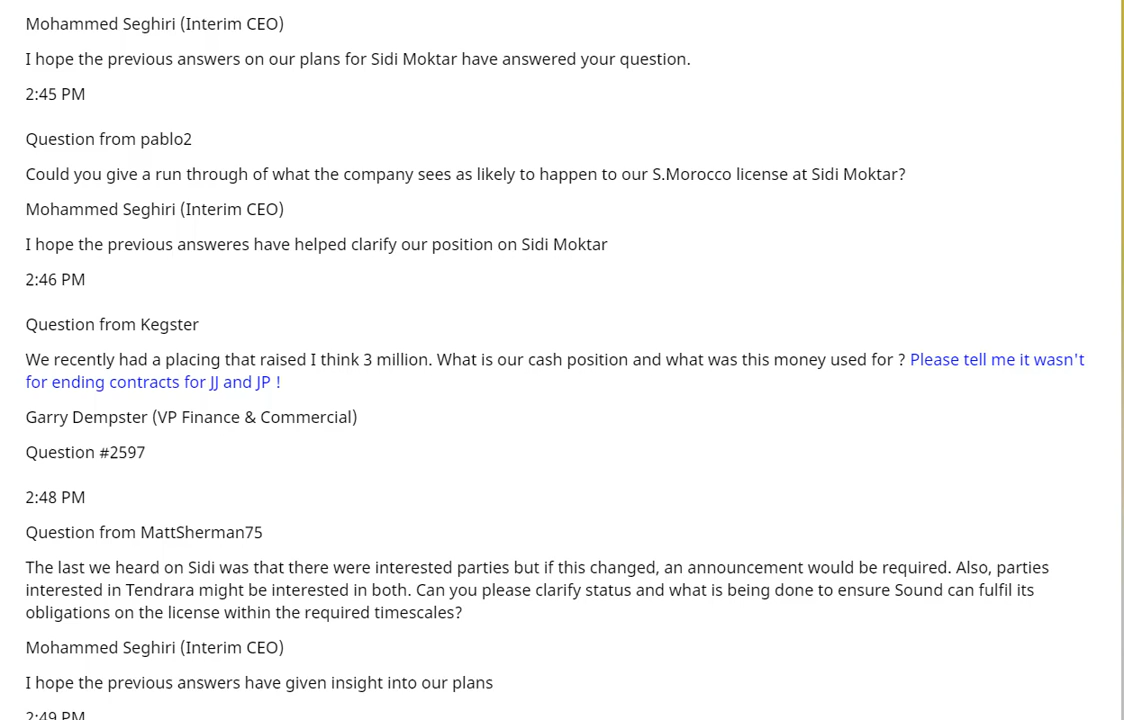 Mohammed Seghiri (Interim CEO)
I hope the previous answers on our plans for Sidi Moktar have answered your question.
2:45 PM
Question from pablo2
Could you give a run through of what the company sees as likely to happen to our S.Morocco license at Sidi Moktar?
Mohammed Seghiri (Interim CEO)
I hope the previous answeres have helped clarify our position on Sidi Moktar
2:46 PM
Question from Kegster
We recently had a placing that raised I think 3 million. What is our cash position and what was this money used for ? Please tell me it wasn't
for ending contracts for JJ and JP !
Garry Dempster (VP Finance & Commercial)
Question #2597
2:48 PM
Question from MattSherman75
The last we heard on Sidi was that there were interested parties but if this changed, an announcement would be required. Also, parties
interested in Tendrara might be interested in both. Can you please clarify status and what is being done to ensure Sound can fulfil its
obligations on the license within the required timescales?
Mohammed Seghiri (Interim CEO)
I hope the previous answers have given insight into our plans
2:49 PM